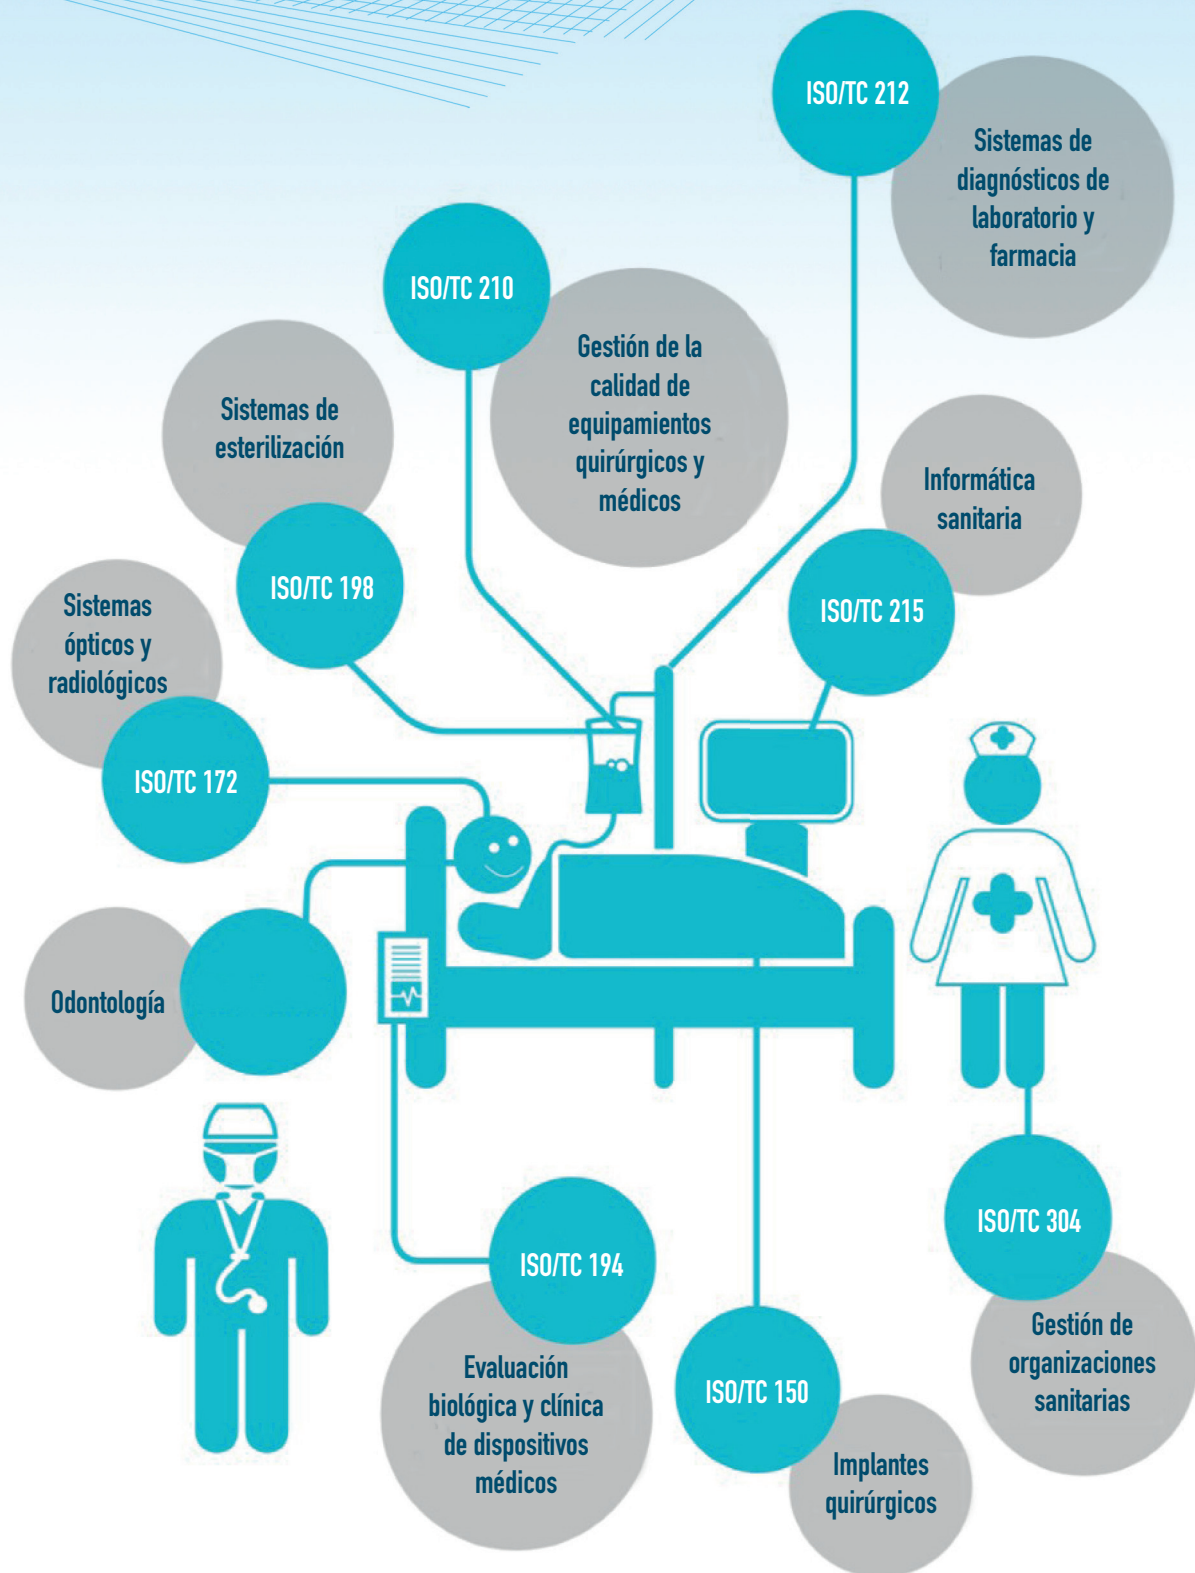 ISO/TC 212
Sistemas de
diagnósticos de
laboratorio y
farmacia
ISO/TC 210
Gestión de la
calidad de
equipamientos
quirúrgicos y
médicos
Sistemas de
esterilización
ISO/TC 198
Informática
sanitaria
ISO/TC 215
Sistemas
ópticos y
radiológicos
ISO/TC 172
Odontología
ISO/TC 194
Evaluación
biológica y clínica
de dispositivos
médicos
ISO/TC 150
Implantes
quirúrgicos
ISO/TC 304
Gestión de
organizaciones
sanitarias